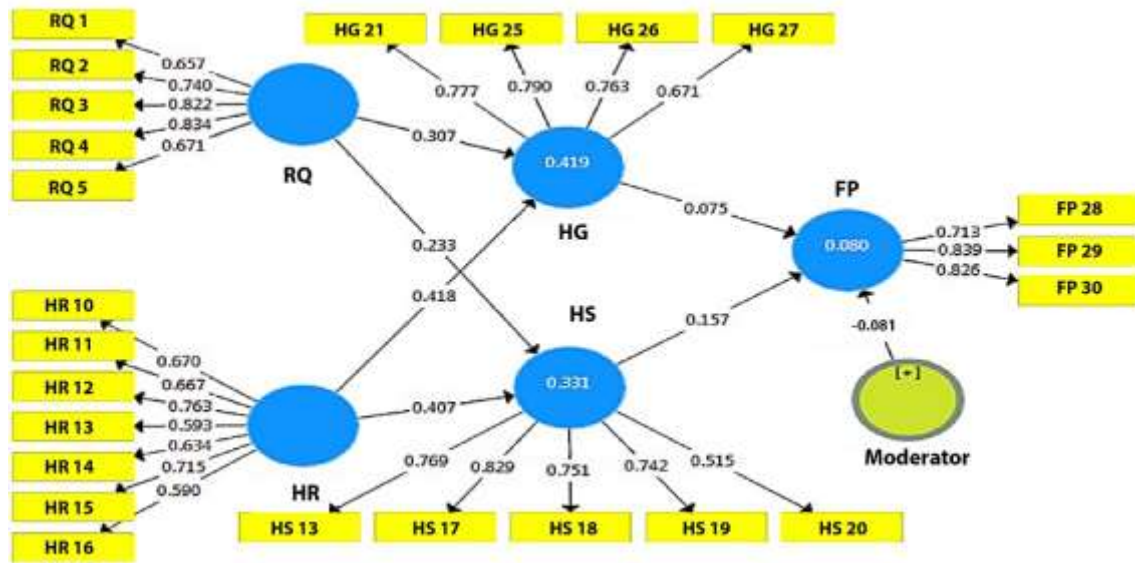 RQ 1
RQ 2
RQ 3
RQ 4
RQ 5
0.657
0.740
0.822
0.834
0.671
RQ
HG 21
HG 25
HG 26
HG 27
0.777
0.790
0.763
0.671
0.307
0.419
HG
0.233
0.418
0.075
FP
0.080
0.713
0.839
0.826
FP 28
FP 29
FP 30
HR 10
HR 11
HR 12
HR 13
HR 14
HR 15
HR 16
0.670
0.667
0.763
0.593
0.634
0.715
0.590
HR
0.407
HS
0.331
0.157
-0.081
[+]
Moderator
0.769
0.829
0.751
0.742
0.515
HS 13
HS 17
HS 18
HS 19
HS 20